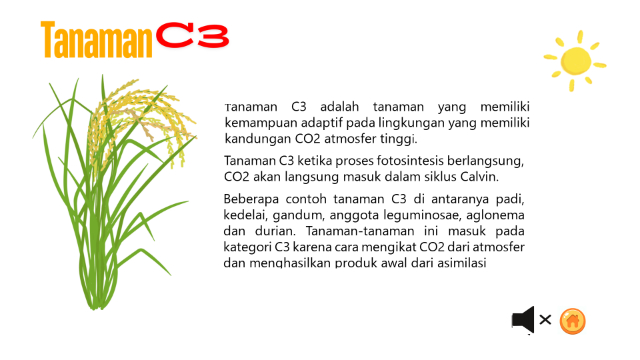 Tanaman C3
Tanaman C3 adalah tanaman yang memiliki
kemampuan adaptif pada lingkungan yang memiliki
kandungan CO2 atmosfer tinggi.
Tanaman C3 ketika proses fotosintesis berlangsung,
CO2 akan langsung masuk dalam siklus Calvin.
Beberapa contoh tanaman C3 di antaranya padi,
kedelai, gandum, anggota leguminosae, aglonema
dan durian. Tanaman-tanaman ini masuk pada
kategori C3 karena cara mengikat CO2 dari atmosfer
dan menghasilkan produk awal dari asimilasi